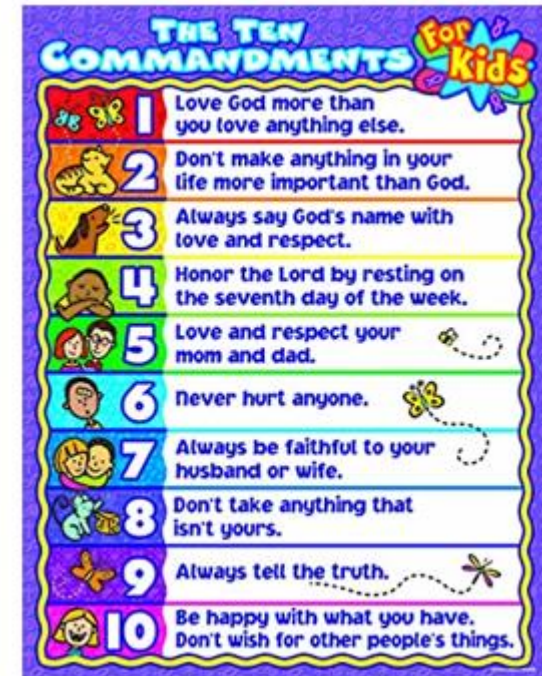 THE TEN
COMMANDMENTS
For
Kids
1 Love God more than
you love anything else.
2 Don't make anything in your
life more important than God.
3 Always say God's name with
love and respect.
4 Honor the Lord by resting on
the seventh day of the week.
5 Love and respect your
mom and dad.
6 Never hurt anyone.
7 Always be faithful to your
husband or wife.
8 Don't take anything that
isn't yours.
9 Always tell the truth.
10 Be happy with what you have.
Don't wish for other people's things.